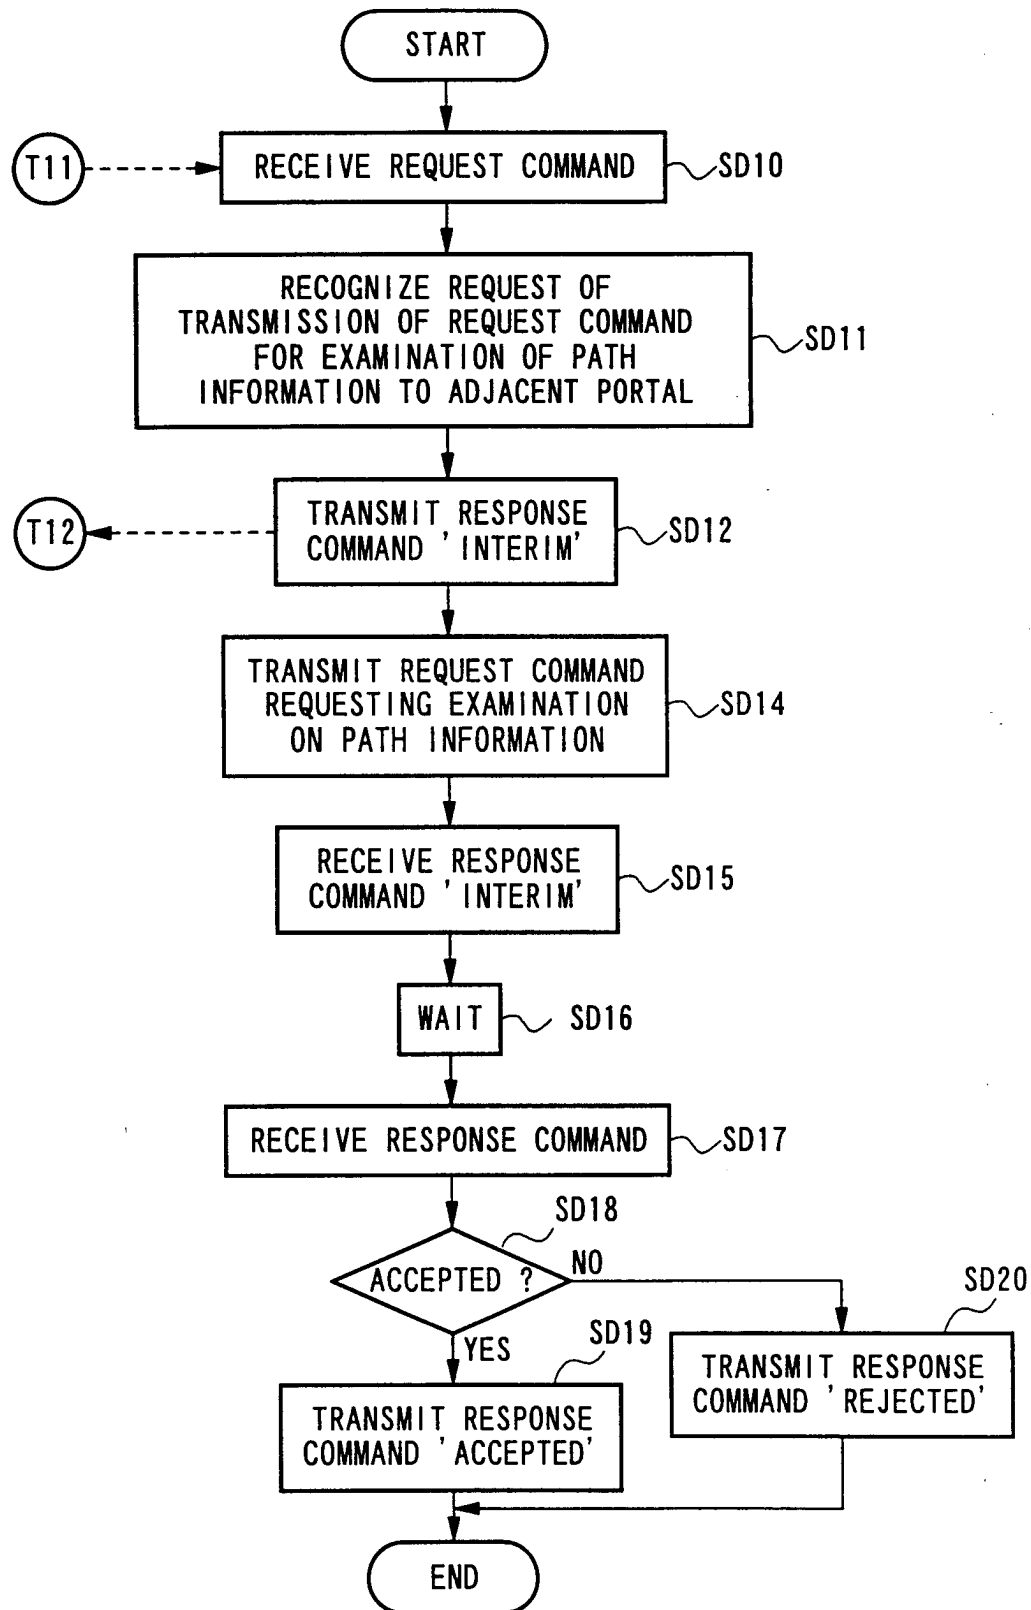 START
T11
RECEIVE REQUEST COMMAND
SD10
RECOGNIZE REQUEST OF
TRANSMISSION OF REQUEST COMMAND
FOR EXAMINATION OF PATH
INFORMATION TO ADJACENT PORTAL
SD11
T12
TRANSMIT RESPONSE
COMMAND 'INTERIM'
SD12
TRANSMIT REQUEST COMMAND
REQUESTING EXAMINATION
ON PATH INFORMATION
SD14
RECEIVE RESPONSE
COMMAND 'INTERIM'
SD15
WAIT
SD16
RECEIVE RESPONSE COMMAND
SD17
SD18
ACCEPTED ?
NO
YES
SD19
TRANSMIT RESPONSE
COMMAND 'ACCEPTED'
SD20
TRANSMIT RESPONSE
COMMAND 'REJECTED'
END